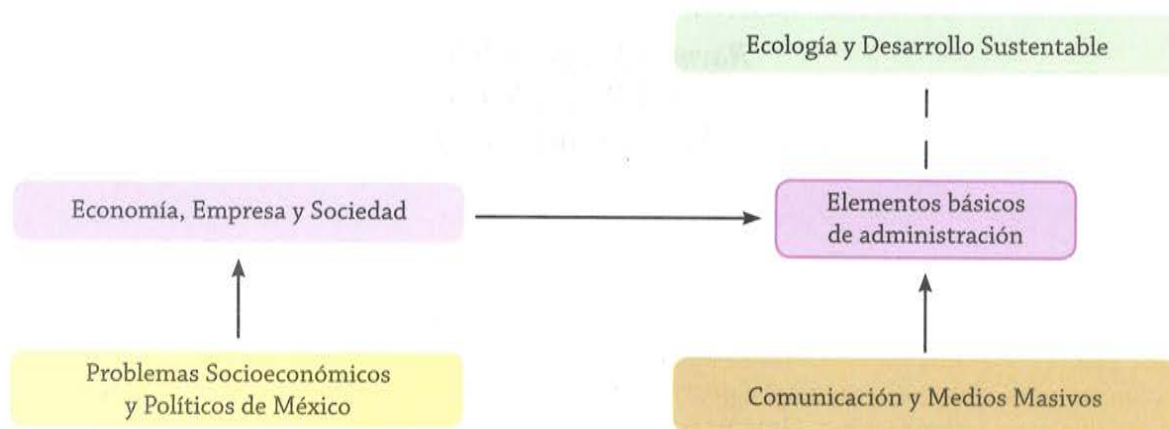 Ecología y Desarrollo Sustentable
Economía, Empresa y Sociedad
Elementos básicos
de administración
Problemas Socioeconómicos
y Políticos de México
Comunicación y Medios Masivos